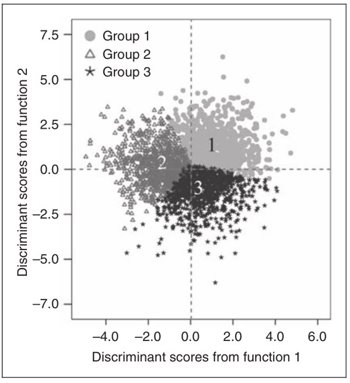 7.5
Group 1
Group 2
5.0
Group 3
2.5
1
2
0.0
3
−2.5
−5.0
−7.0
−4.0 −2.0 0.0 2.0 4.0 6.0
Discriminant scores from function 1
Discriminant scores from function 2